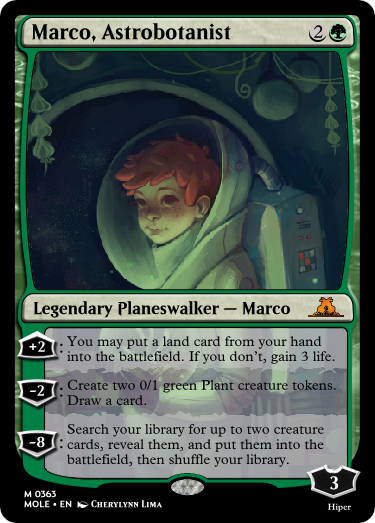 Marco, Astrobotanist 2
Legendary Planeswalker — Marco
+2: You may put a land card from your hand
into the battlefield. If you don't, gain 3 life.
-2: Create two 0/1 green Plant creature tokens.
Draw a card.
-8: Search your library for up to two creature
cards, reveal them, and put them into the
battlefield, then shuffle your library.
3
M 0363
MOLE • EN Cherylynn Lima
Hiper